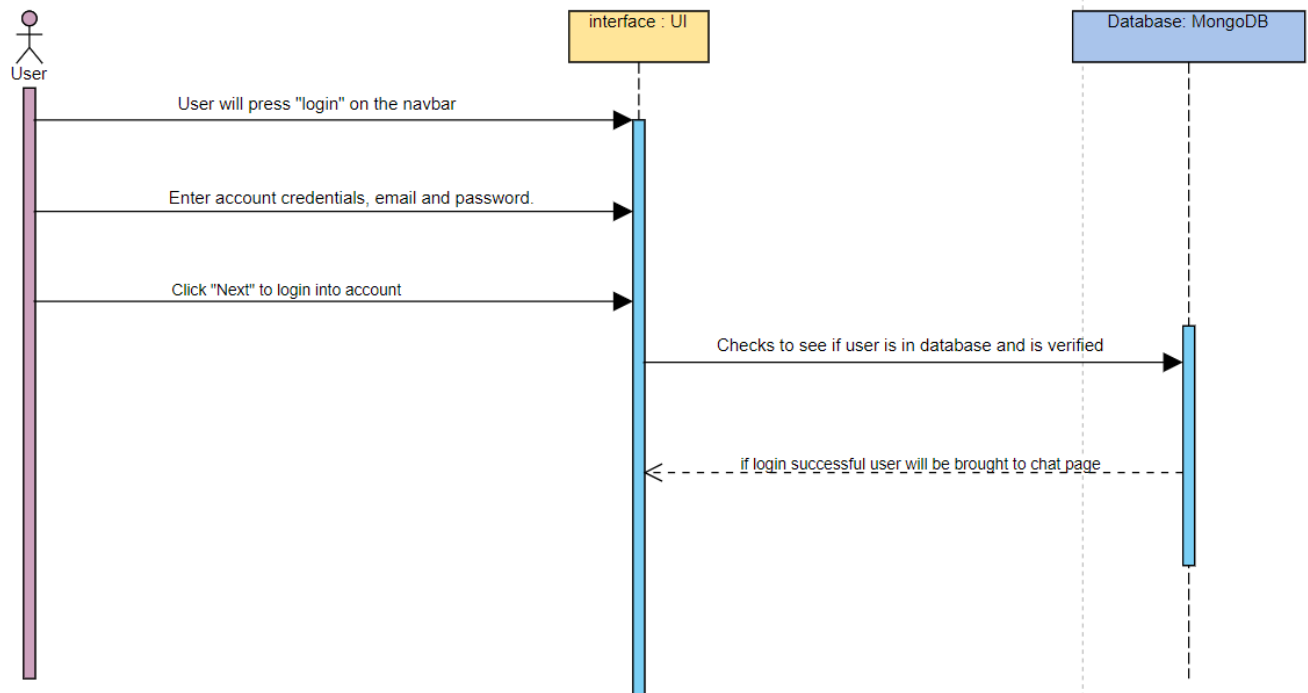 User
interface : UI
Database: MongoDB
User will press "login" on the navbar
Enter account credentials, email and password.
Click "Next" to login into account
Checks to see if user is in database and is verified
if login successful user will be brought to chat page